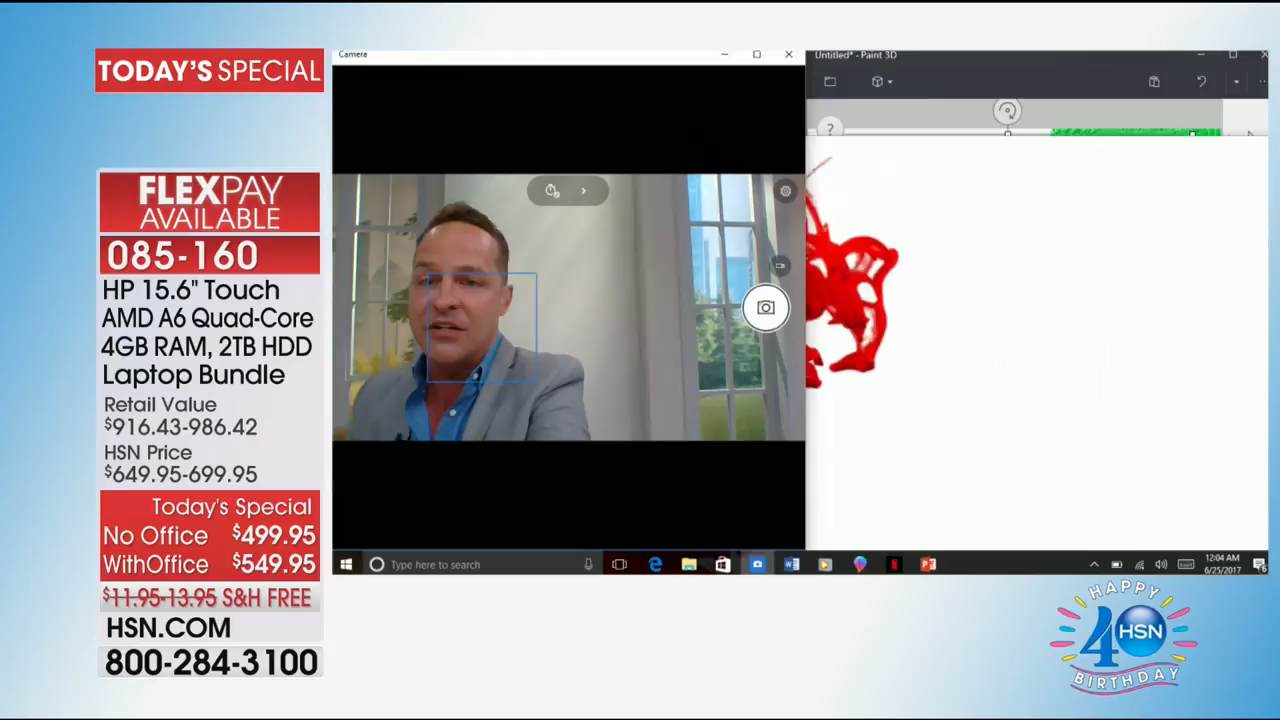 TODAY'S SPECIAL
FLEXPAY
AVAILABLE
085-160
HP 15.6" Touch
AMD A6 Quad-Core
4GB RAM, 2TB HDD
Laptop Bundle
Retail Value
$916.43-986.42
HSN Price
$649.95-699.95
Today's Special
No Office $499.95
WithOffice $549.95
$11.95-13.95 S&H FREE
HSN.COM
800-284-3100
Camera
Untitled* - Paint 3D
?
Type here to search
12:04 AM
6/25/2017
HAPPY
40 HSN
BIRTHDAY